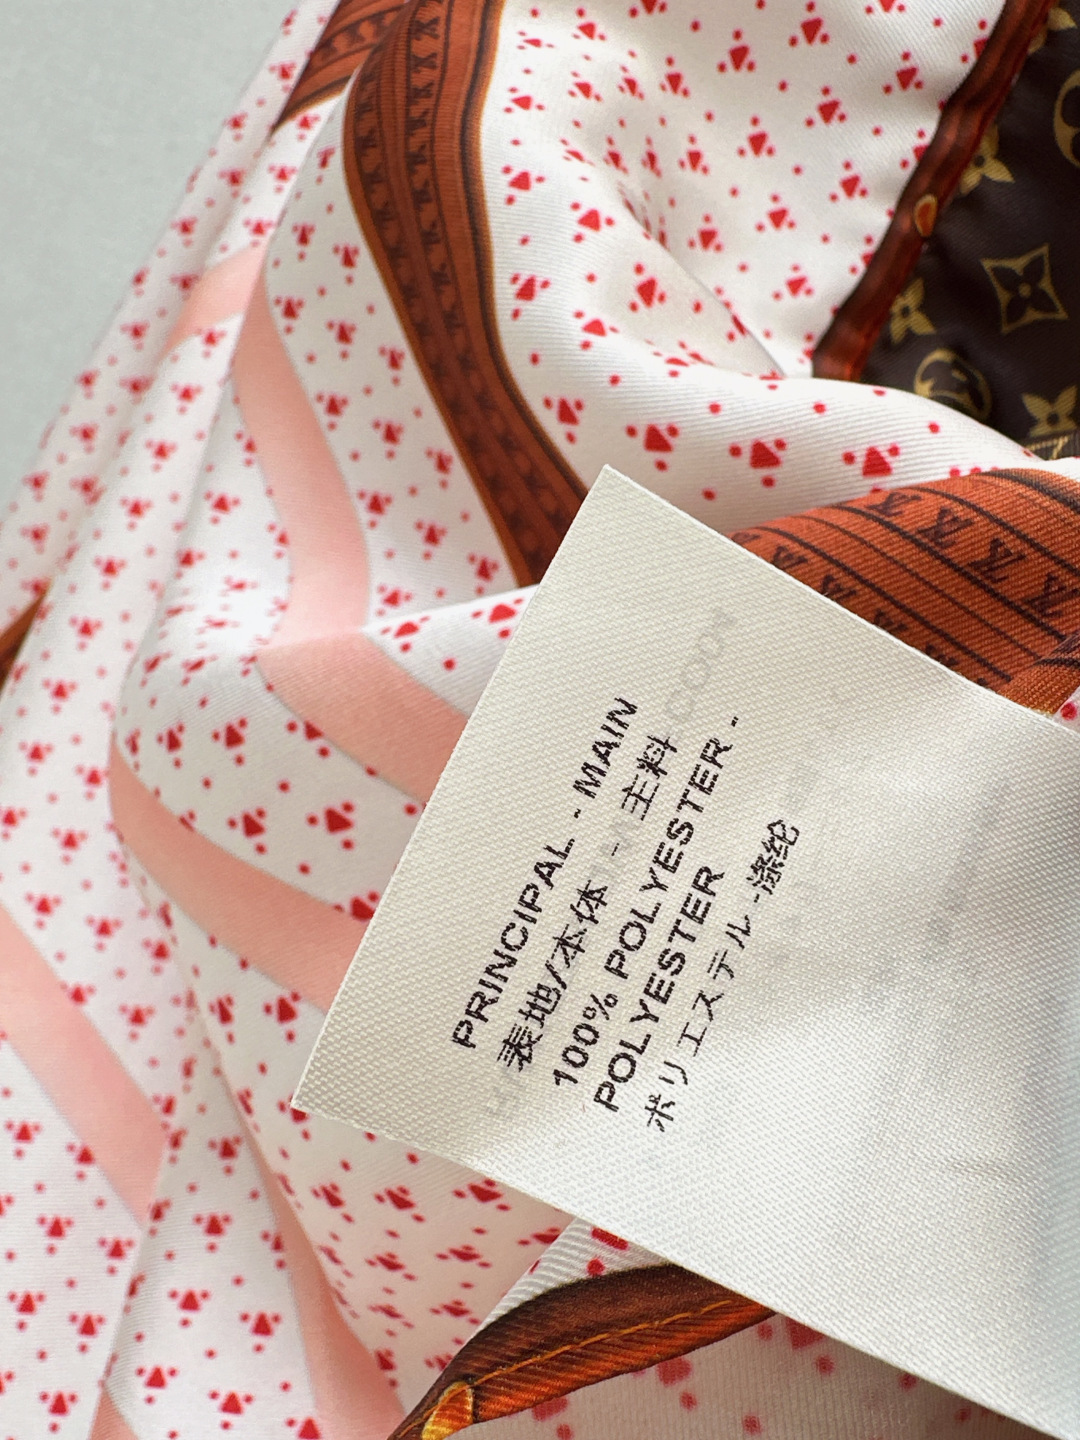 PRINCIPAL - MAIN
表地/本体 - 主料
100% POLYESTER -
POLYESTER
ポリエステル -涤纶